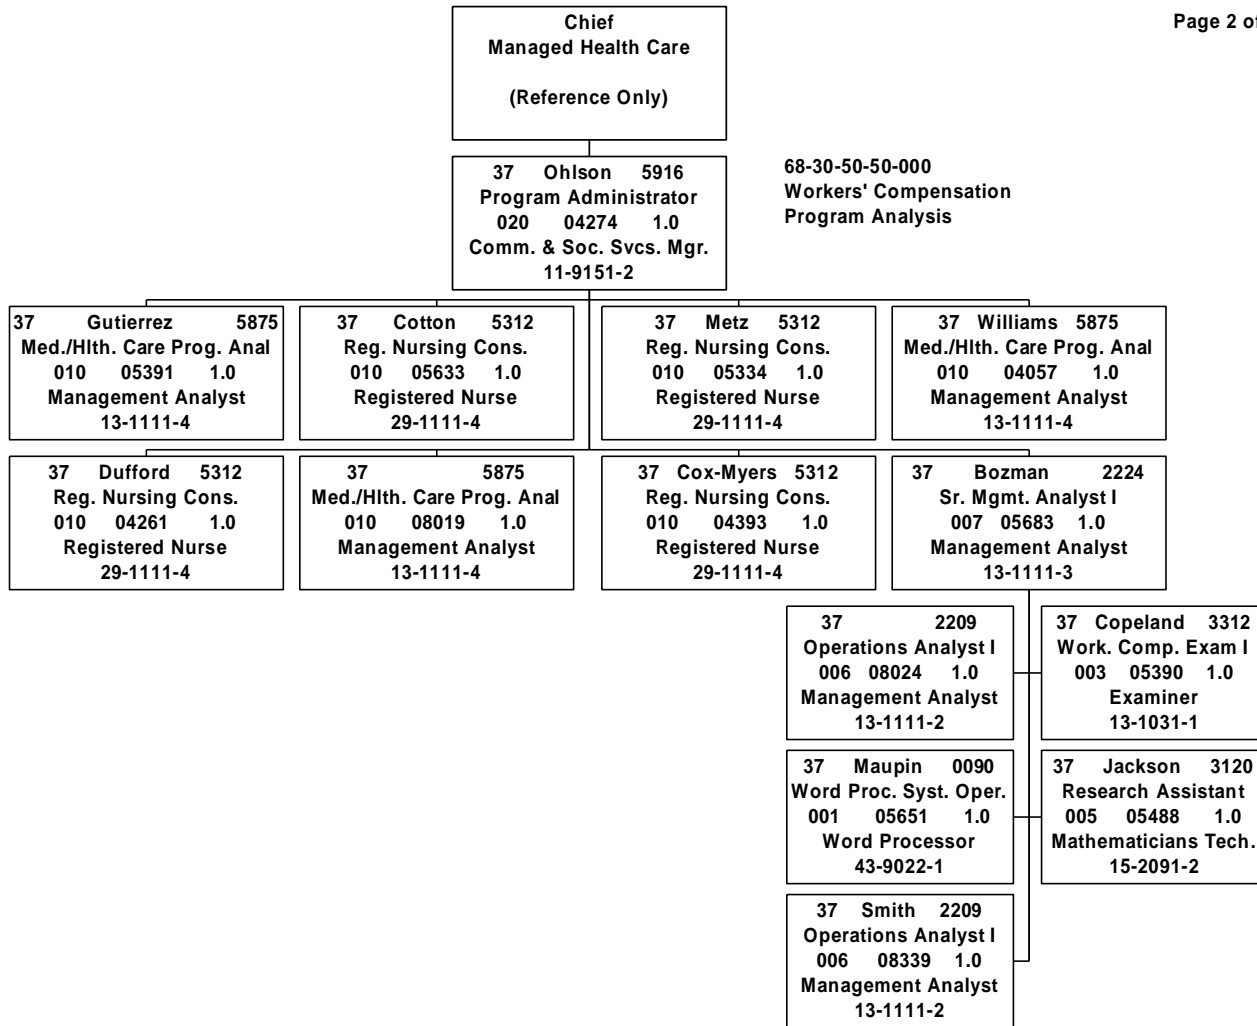 Chief
Managed Health Care
(Reference Only)
Page 2 of
37 Ohlson 5916
Program Administrator
020 04274 1.0
Comm. & Soc. Svcs. Mgr.
11-9151-2
68-30-50-50-000
Workers' Compensation
Program Analysis
37 Gutierrez 5875
Med./Hlth. Care Prog. Anal
010 05391 1.0
Management Analyst
13-1111-4
37 Cotton 5312
Reg. Nursing Cons.
010 05633 1.0
Registered Nurse
29-1111-4
37 Metz 5312
Reg. Nursing Cons.
010 05334 1.0
Registered Nurse
29-1111-4
37 Williams 5875
Med./Hlth. Care Prog. Anal
010 04057 1.0
Management Analyst
13-1111-4
37 Dufford 5312
Reg. Nursing Cons.
010 04261 1.0
Registered Nurse
29-1111-4
37 5875
Med./Hlth. Care Prog. Anal
010 08019 1.0
Management Analyst
13-1111-4
37 Cox-Myers 5312
Reg. Nursing Cons.
010 04393 1.0
Registered Nurse
29-1111-4
37 Bozman 2224
Sr. Mgmt. Analyst I
007 05683 1.0
Management Analyst
13-1111-3
37 2209
Operations Analyst I
006 08024 1.0
Management Analyst
13-1111-2
37 Copeland 3312
Work. Comp. Exam I
003 05390 1.0
Examiner
13-1031-1
37 Maupin 0090
Word Proc. Syst. Oper.
001 05651 1.0
Word Processor
43-9022-1
37 Jackson 3120
Research Assistant
005 05488 1.0
Mathematicians Tech.
15-2091-2
37 Smith 2209
Operations Analyst I
006 08339 1.0
Management Analyst
13-1111-2